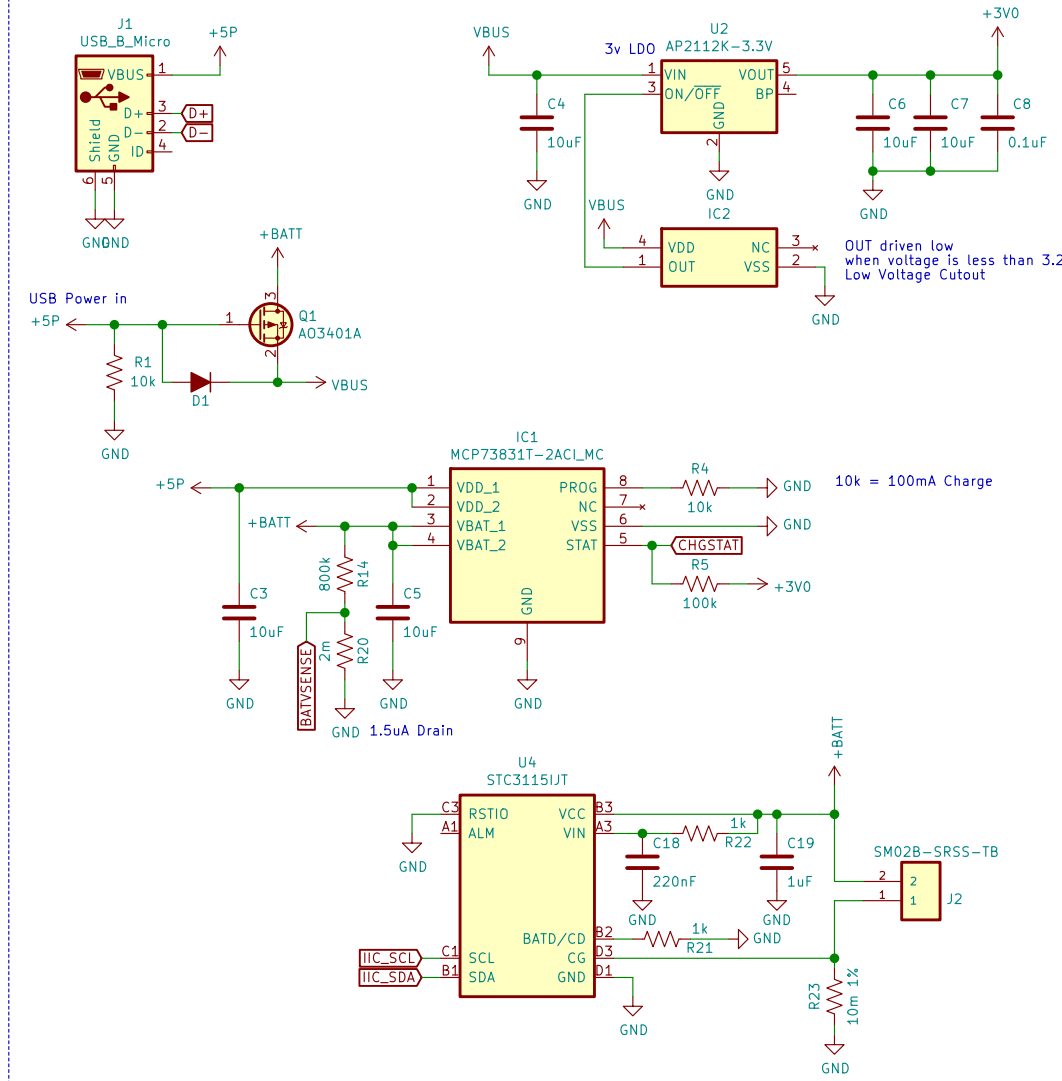 J1
USB_B_Micro
+5P
VBUS 1
D+ 3 D+
D- 2 D-
ID 4
Shield
GND
6
5
GND
GND
VBUS
3v LDO
U2
AP2112K-3.3V
+3V0
1 VIN
VOUT 5
3 ON/OFF
BP 4
GND
2
GND
C4
10uF
GND
C6
10uF
C7
10uF
C8
0.1uF
GND
VBUS
IC2
4 VDD
NC 3
1 OUT
VSS 2
GND
OUT driven low
when voltage is less than 3.2
Low Voltage Cutout
+BATT
USB Power in
+5P
1
3
2
Q1
AO3401A
R1
10k
D1
VBUS
GND
IC1
MCP73831T-2ACI_MC
+5P
1 VDD_1
2 VDD_2
+BATT
3 VBAT_1
4 VBAT_2
PROG 8
NC 7
VSS 6
STAT 5
GND
9
GND
R4
10k
GND
10k = 100mA Charge
GND
CHGSTAT
R5
100k
+3V0
C3
10uF
GND
800k
R14
2m
R20
BATVSENSE
GND
1.5uA Drain
C5
10uF
GND
U4
STC3115IJT
C3 RSTIO
A1 ALM
GND
VCC B3
VIN A3
BATD/CD B2
CG D3
GND D1
IIC_SCL C1 SCL
IIC_SDA B1 SDA
+BATT
1k
R22
C18
220nF
GND
C19
1uF
GND
1k
R21
GND
GND
SM02B-SRSS-TB
2 2
1 1
J2
R23
10m 1%
GND